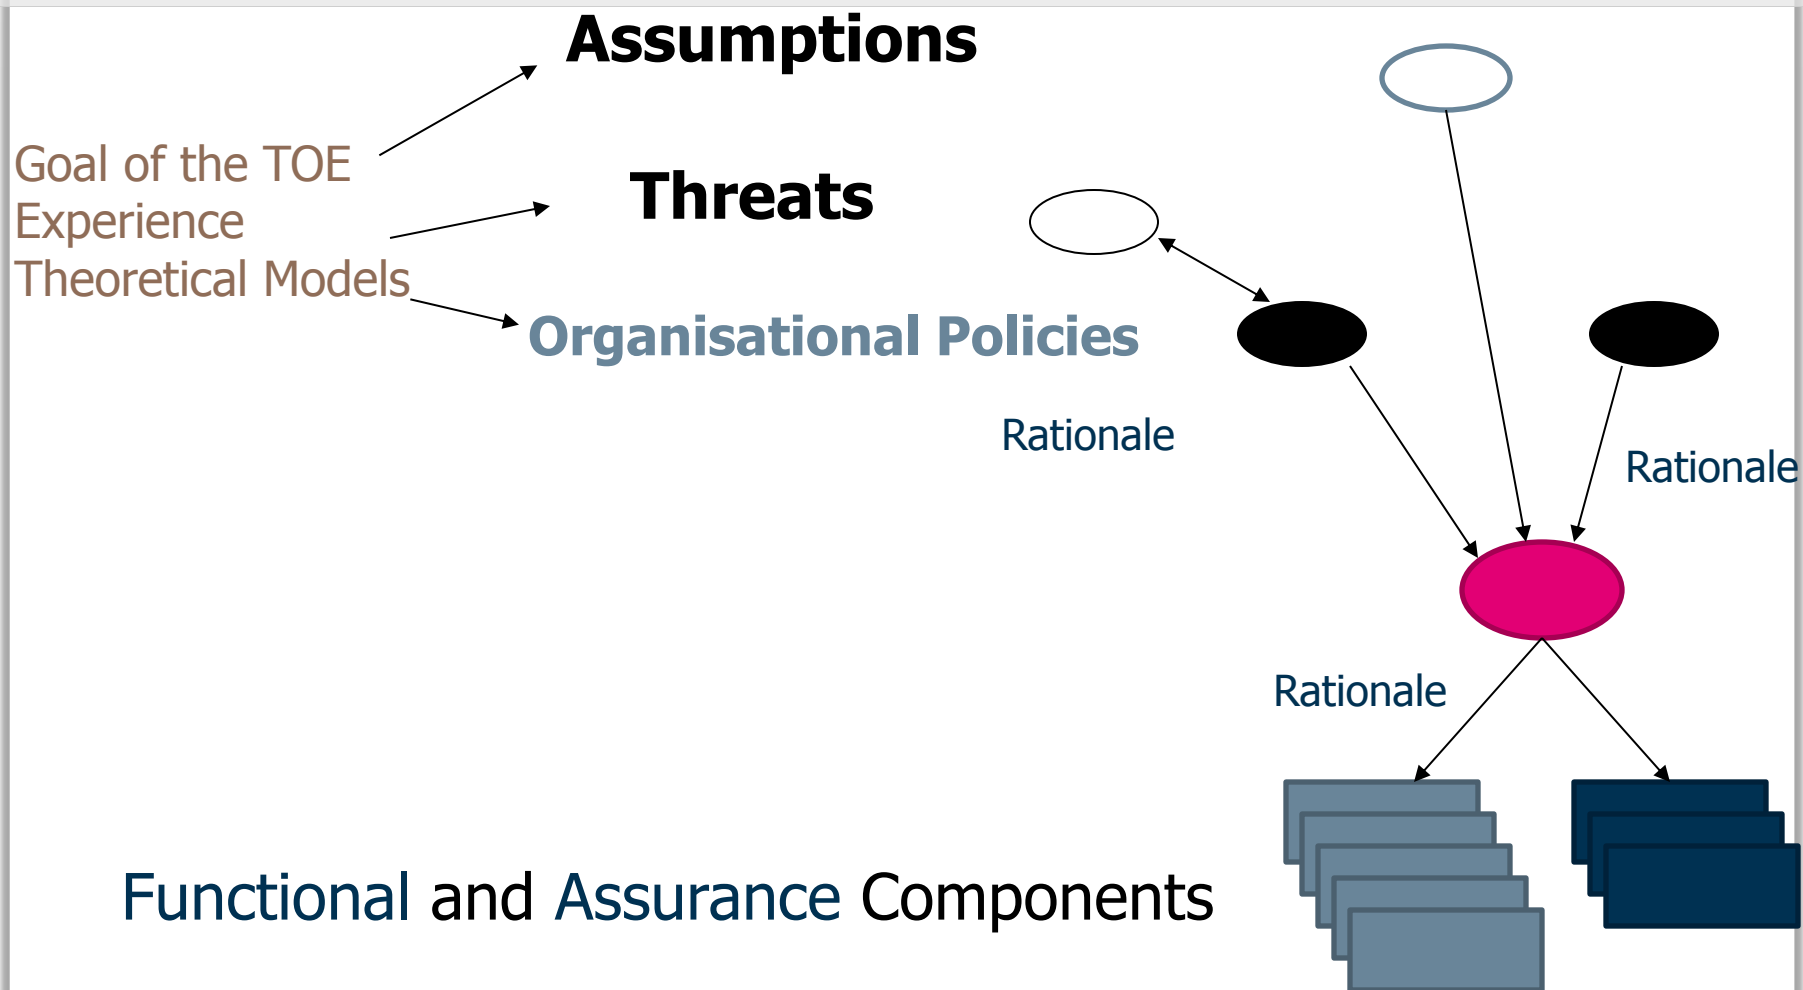 Assumptions
Goal of the TOE
Experience
Theoretical Models
Threats
Organisational Policies
Rationale
Rationale
Rationale
Functional and Assurance Components